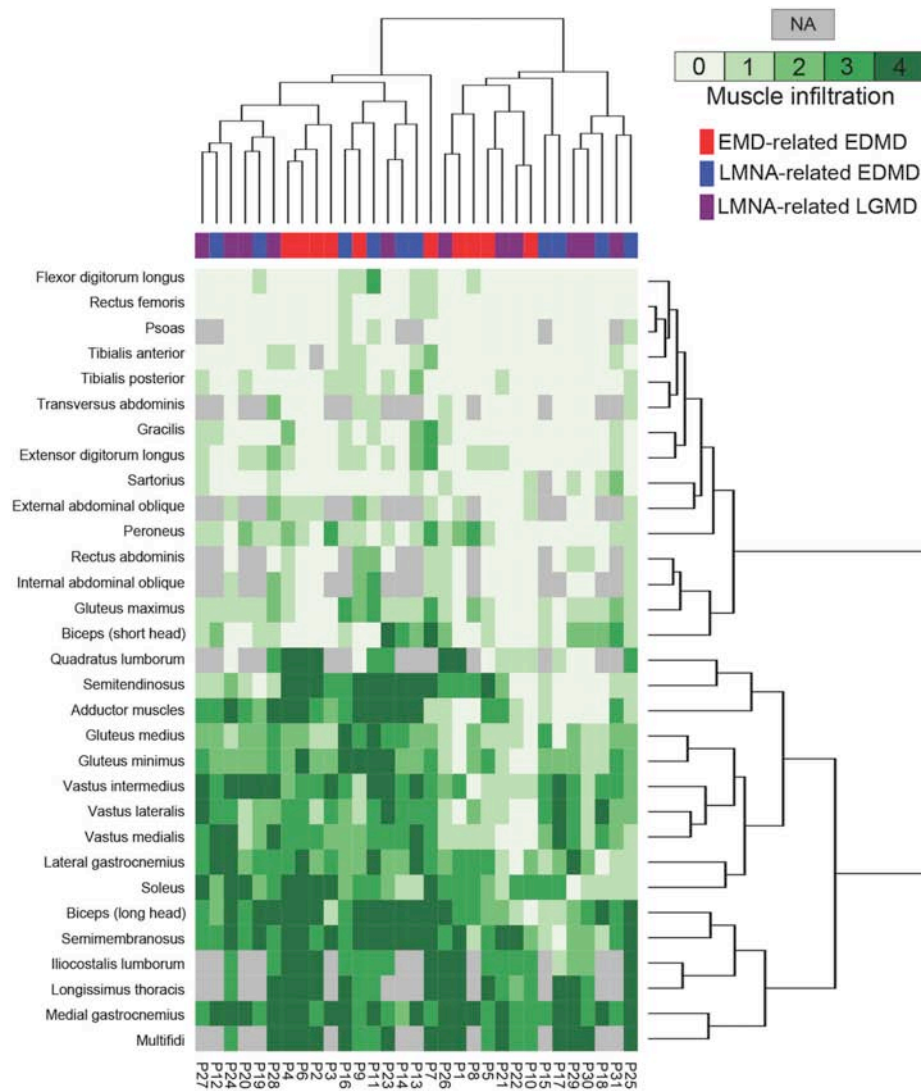 NA
0 1 2 3 4
Muscle infiltration
EMD-related EDMD
LMNA-related EDMD
LMNA-related LGMD
Flexor digitorum longus
Rectus femoris
Psoas
Tibialis anterior
Tibialis posterior
Transversus abdominis
Gracilis
Extensor digitorum longus
Sartorius
External abdominal oblique
Peroneus
Rectus abdominis
Internal abdominal oblique
Gluteus maximus
Biceps (short head)
Quadratus lumborum
Semitendinosus
Adductor muscles
Gluteus medius
Gluteus minimus
Vastus intermedius
Vastus lateralis
Vastus medialis
Lateral gastrocnemius
Soleus
Biceps (long head)
Semimembranosus
Iliocostalis lumborum
Longissimus thoracis
Medial gastrocnemius
Multifidi
P27 P12 P24 P20 P19 P28 P4 P6 P2 P3 P16 P9 P11 P23 P14 P13 P7 P26 P1 P8 P5 P21 P22 P10 P15 P17 P29 P30 P18 P31 P25